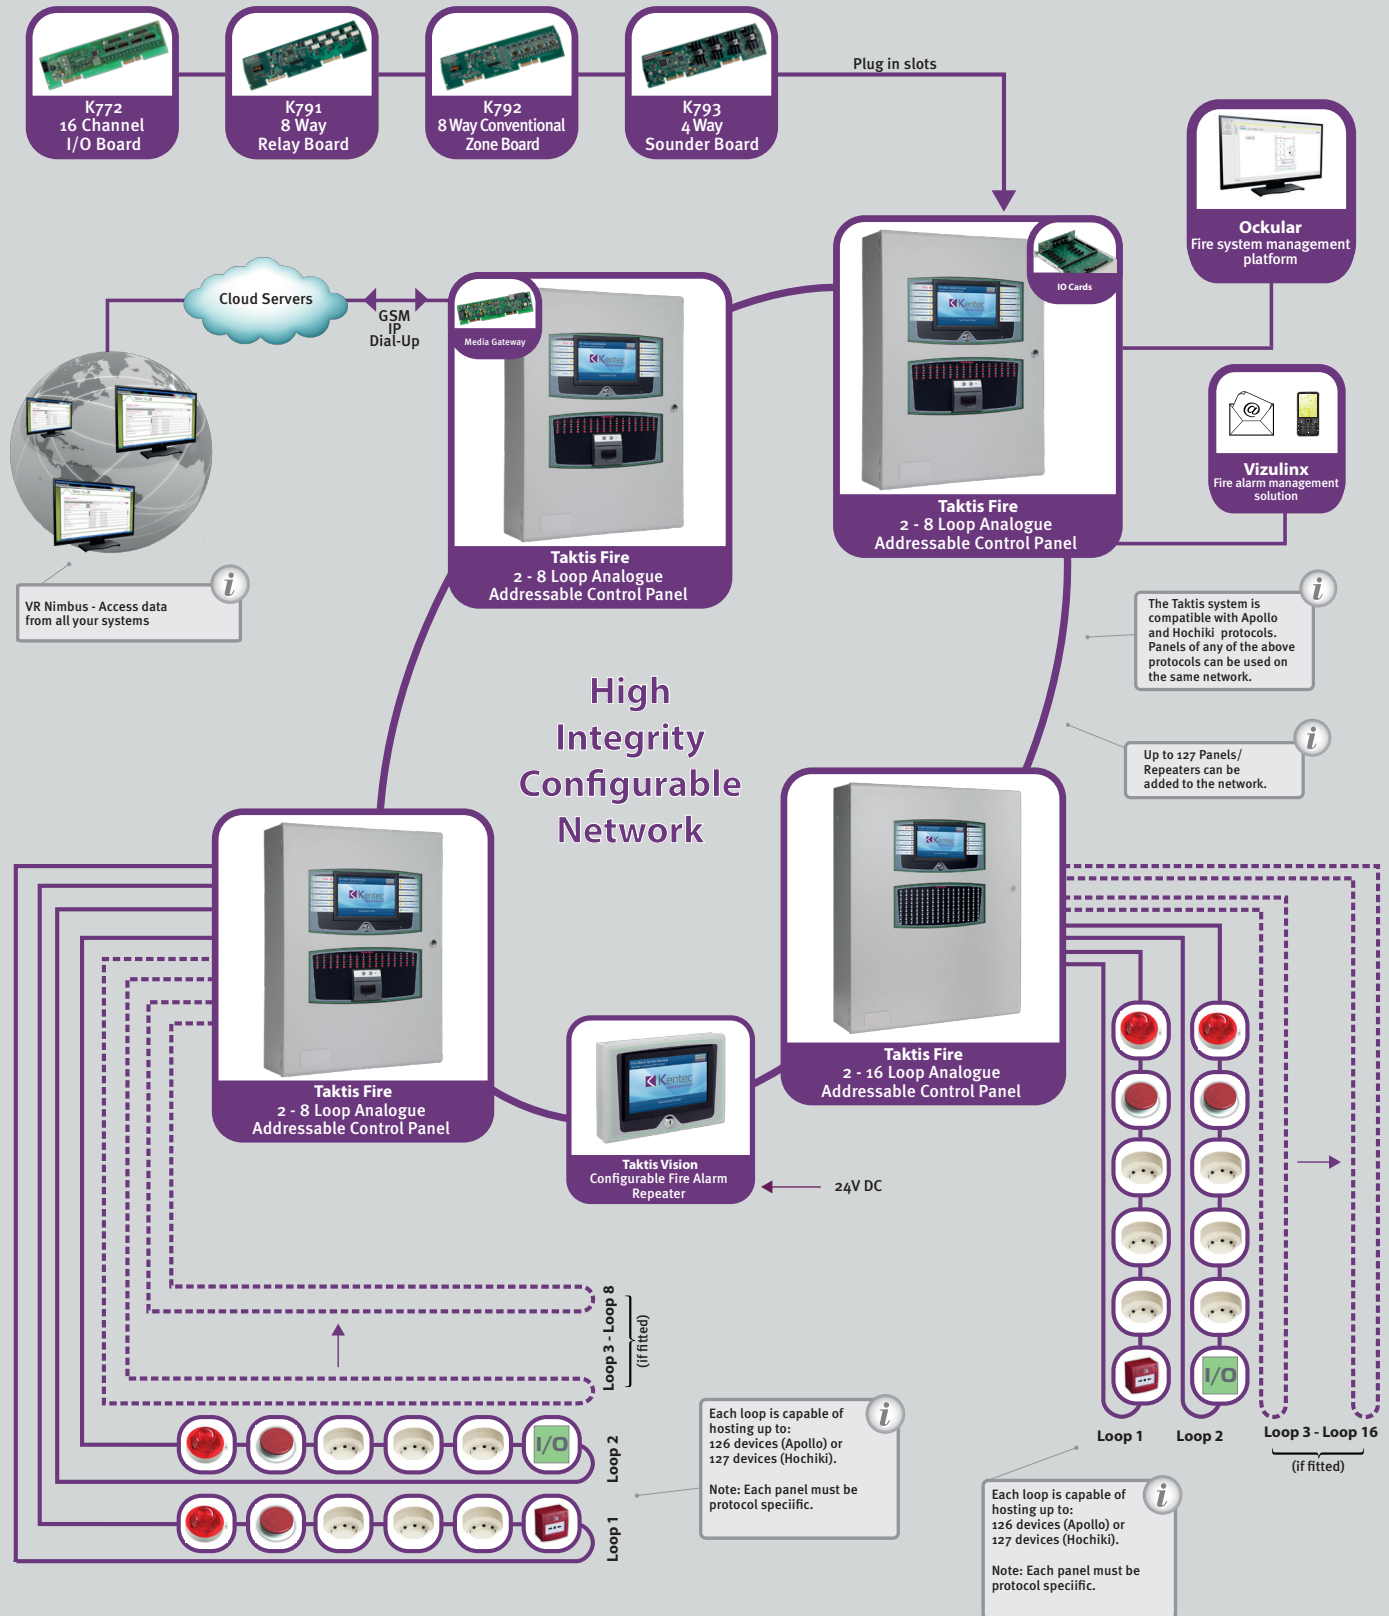 K772
16 Channel
I/O Board
K791
8 Way
Relay Board
K792
8 Way Conventional
Zone Board
K793
4 Way
Sounder Board
Plug in slots
Ockular
Fire system management
platform
IO Cards
Taktis Fire
2 - 8 Loop Analogue
Addressable Control Panel
Vizulinx
Fire alarm management
solution
@
Cloud Servers
GSM
IP
Dial-Up
Media Gateway
Kentec
Taktis Fire
2 - 8 Loop Analogue
Addressable Control Panel
Kentec
VR Nimbus - Access data
from all your systems
i
The Taktis system is
compatible with Apollo
and Hochiki protocols.
Panels of any of the above
protocols can be used on
the same network.
i
Up to 127 Panels/
Repeaters can be
added to the network.
i
High
Integrity
Configurable
Network
Kentec
Taktis Fire
2 - 8 Loop Analogue
Addressable Control Panel
Kentec
Taktis Fire
2 - 16 Loop Analogue
Addressable Control Panel
Kentec
Taktis Vision
Configurable Fire Alarm
Repeater
24V DC
Loop 3 - Loop 8
(if fitted)
I/O
Loop 2
Loop 1
Each loop is capable of
hosting up to:
126 devices (Apollo) or
127 devices (Hochiki).
Note: Each panel must be
protocol speciific.
i
I/O
Loop 1
Loop 2
Loop 3 - Loop 16
(if fitted)
Each loop is capable of
hosting up to:
126 devices (Apollo) or
127 devices (Hochiki).
Note: Each panel must be
protocol speciific.
i